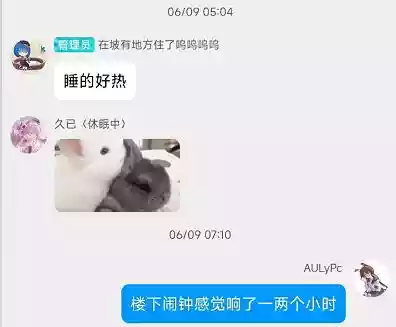 06/09 05:04
管理员 在坡有地方住了呜呜呜呜
睡的好热
久已（休眠中）
06/09 07:10
AULyPc
楼下闹钟感觉响了一两个小时